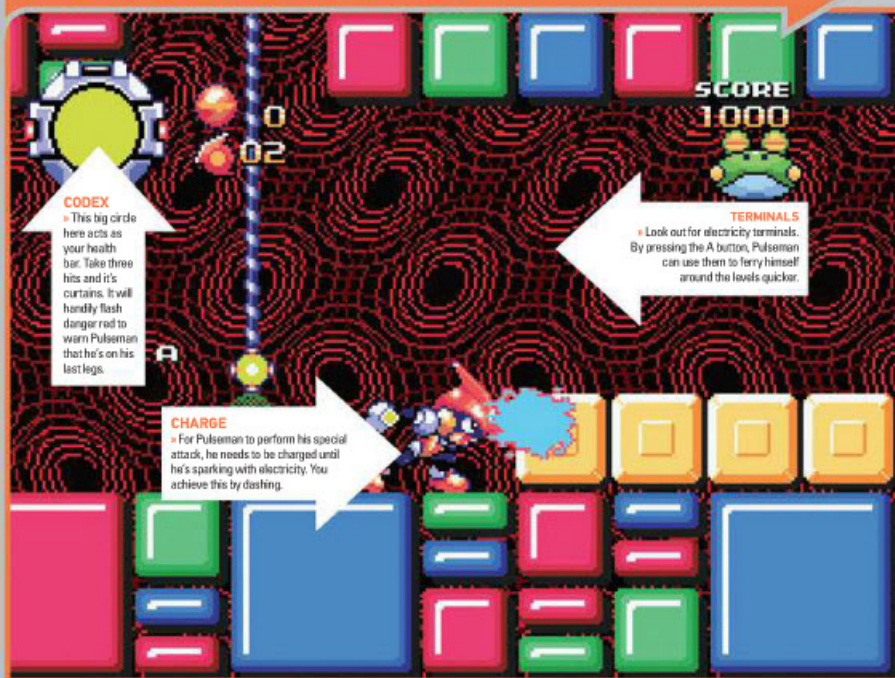 0
02
SCORE
1000
CODEX
» This big circle
here acts as
your health
bar. Take three
hits and it's
curtains. It will
handily flash
danger red to
warn Pulseman
that he's on his
last legs.
TERMINALS
» Look out for electricity terminals.
By pressing the A button, Pulseman
can use them to ferry himself
around the levels quicker.
A
CHARGE
» For Pulseman to perform his special
attack, he needs to be charged until
he's sparking with electricity. You
achieve this by dashing.